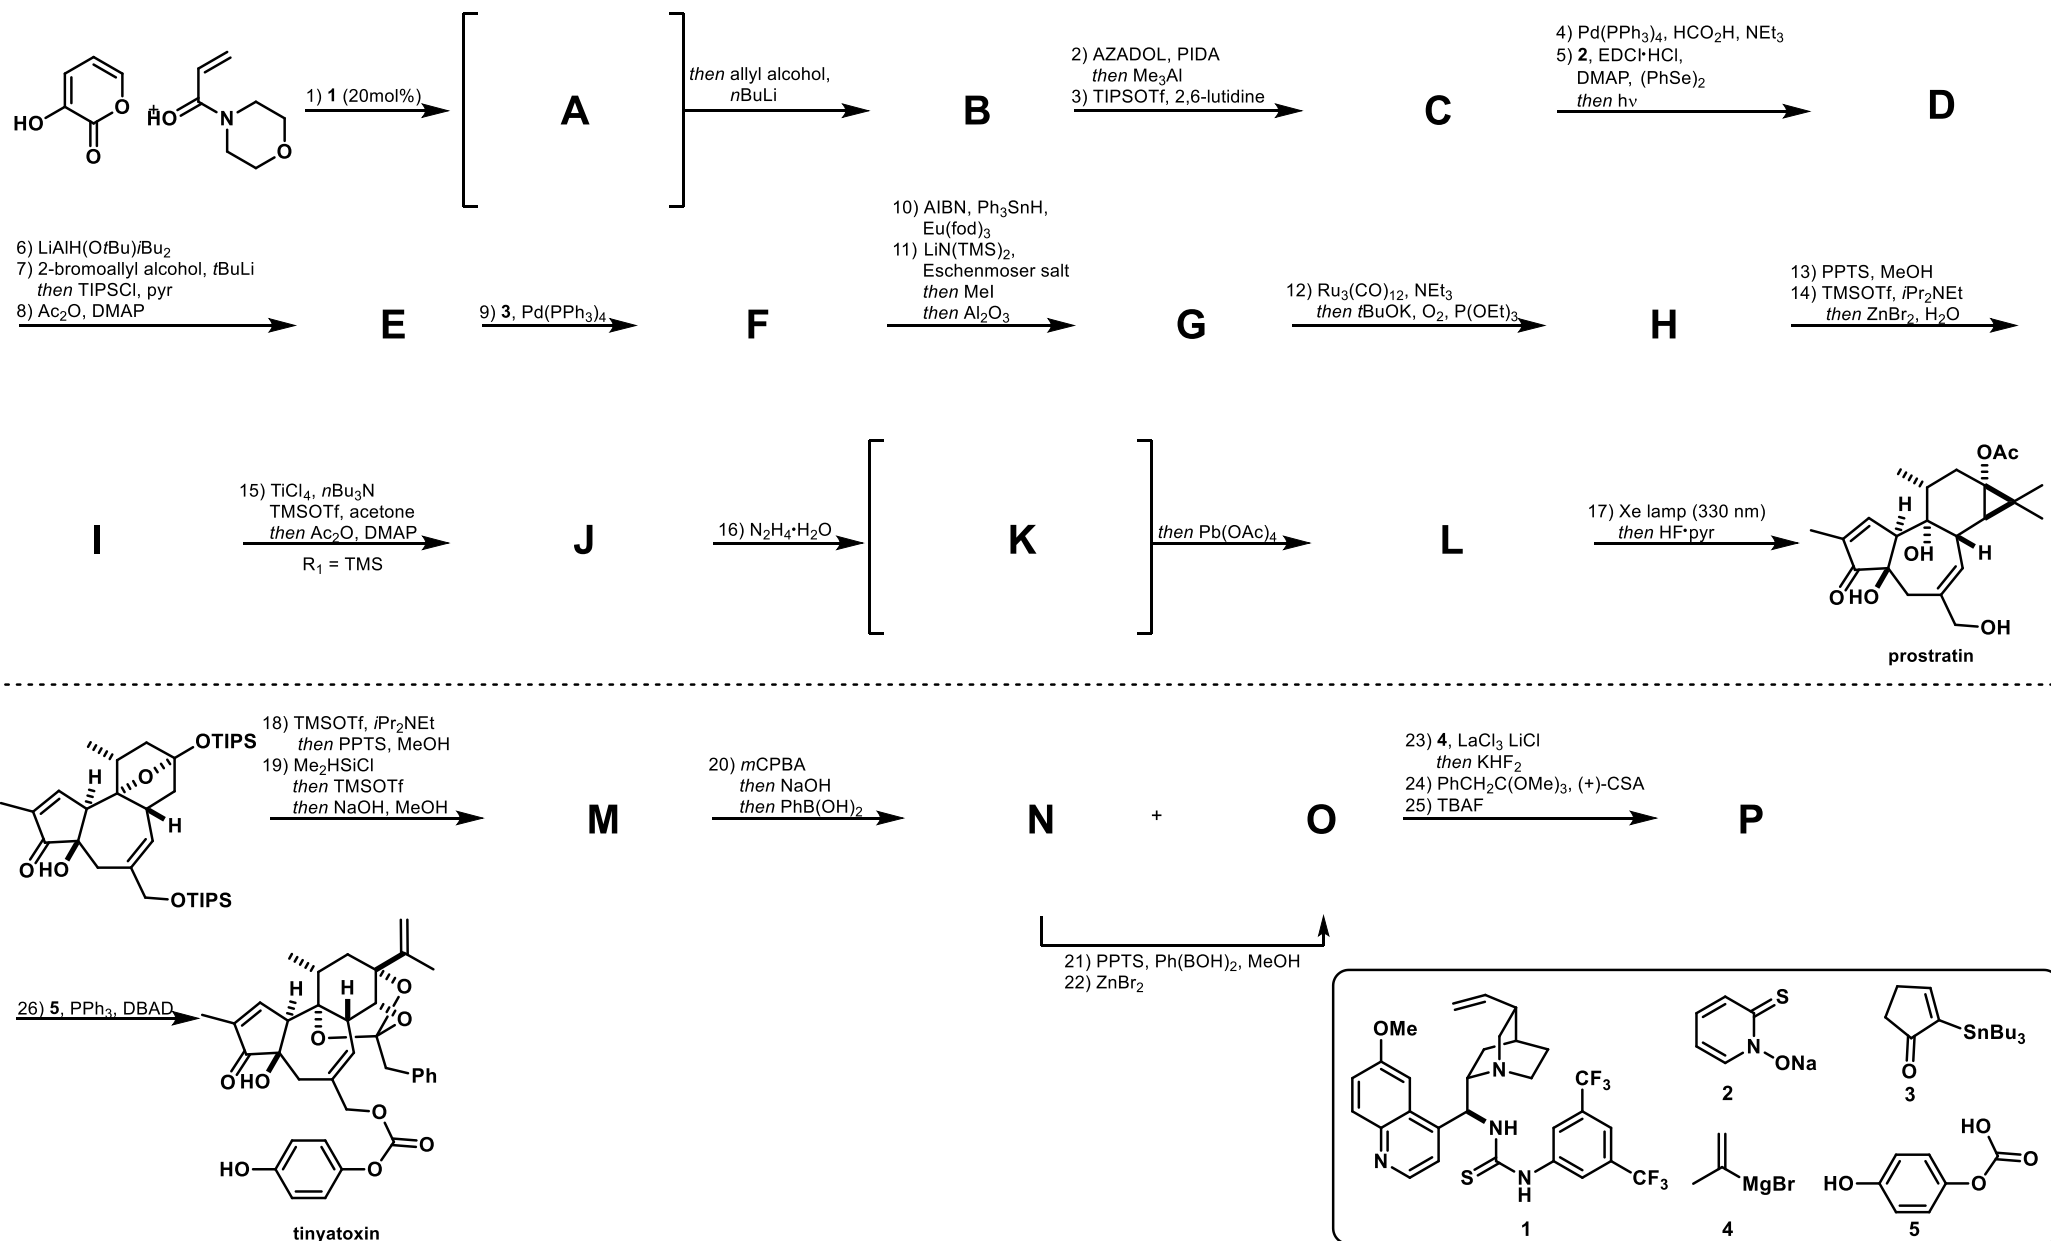 4) Pd(PPh3)4, HCO2H, NEt3
2) AZADOL, PIDA
5) 2, EDCI•HCl,
then allyl alcohol,
then Me3Al
DMAP, (PhSe)2
nBuLi
1) 1 (20mol%)
3) TIPSOTf, 2,6-lutidine
then hν
HO
O
O
+
HO
N
O
A
B
C
D
10) AIBN, Ph3SnH,
Eu(fod)3
6) LiAlH(OtBu)iBu2
11) LiN(TMS)2,
7) 2-bromoallyl alcohol, tBuLi
Eschenmoser salt
13) PPTS, MeOH
then TIPSCl, pyr
then MeI
12) Ru3(CO)12, NEt3
14) TMSOTf, iPr2NEt
8) Ac2O, DMAP
9) 3, Pd(PPh3)4
then Al2O3
then tBuOK, O2, P(OEt)3
then ZnBr2, H2O
E
F
G
H
15) TiCl4, nBu3N
TMSOTf, acetone
then Ac2O, DMAP
R1 = TMS
16) N2H4•H2O
then Pb(OAc)4
17) Xe lamp (330 nm)
then HF•pyr
I
J
K
L
OAc
H
OH
H
O
HO
OH
prostratin
18) TMSOTf, iPr2NEt
then PPTS, MeOH
19) Me2HSiCl
then TMSOTf
then NaOH, MeOH
20) mCPBA
then NaOH
then PhB(OH)2
23) 4, LaCl3 LiCl
then KHF2
24) PhCH2C(OMe)3, (+)-CSA
25) TBAF
OTIPS
H
O
H
O
HO
OTIPS
M
N
+
O
P
21) PPTS, Ph(BOH)2, MeOH
22) ZnBr2
26) 5, PPh3, DBAD
H
H
O
O
O
O
HO
Ph
O
O
O
HO
tinyatoxin
OMe
N
N
NH
S
N
H
CF3
CF3
1
S
N
ONa
2
SnBu3
O
3
MgBr
4
HO
O
O
HO
5